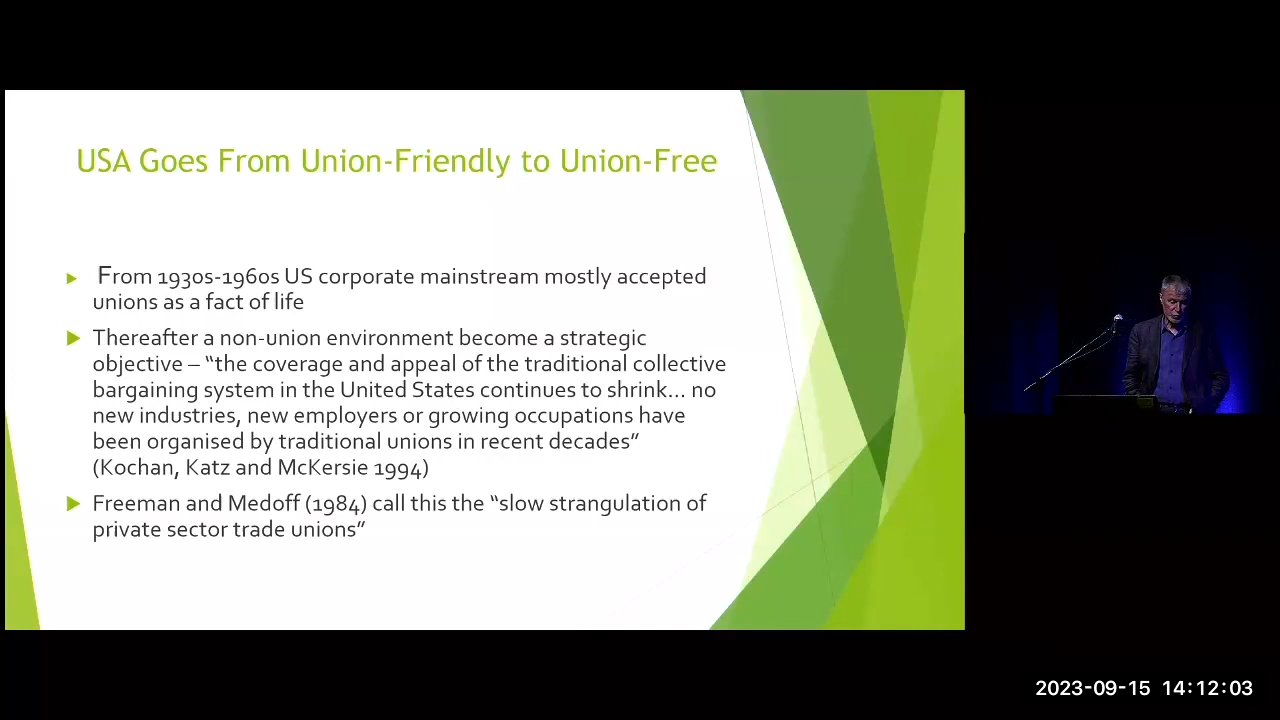 USA Goes From Union-Friendly to Union-Free
From 1930s-1960s US corporate mainstream mostly accepted
unions as a fact of life
Thereafter a non-union environment become a strategic
objective – “the coverage and appeal of the traditional collective
bargaining system in the United States continues to shrink... no
new industries, new employers or growing occupations have
been organised by traditional unions in recent decades”
(Kochan, Katz and McKersie 1994)
Freeman and Medoff (1984) call this the “slow strangulation of
private sector trade unions”
2023-09-15 14:12:03